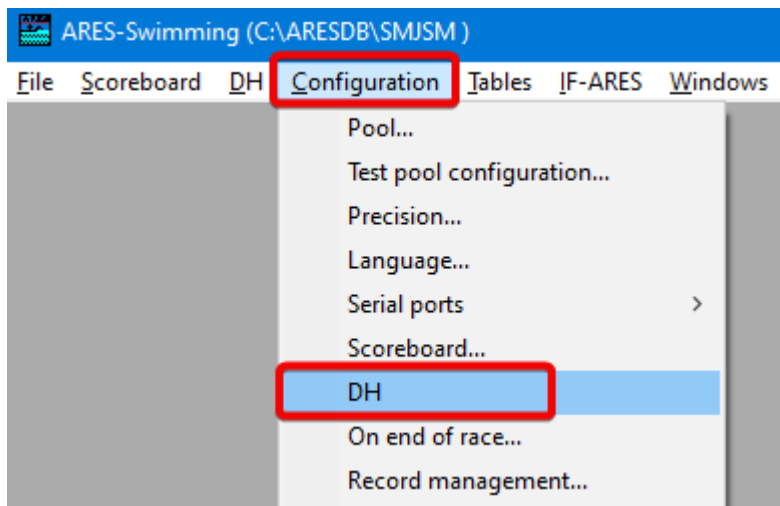 ARES-Swimming (C:\ARESDB\SMJSM )
File Scoreboard DH Configuration Tables IF-ARES Windows
Pool...
Test pool configuration...
Precision...
Language...
Serial ports >
Scoreboard...
DH
On end of race...
Record management...